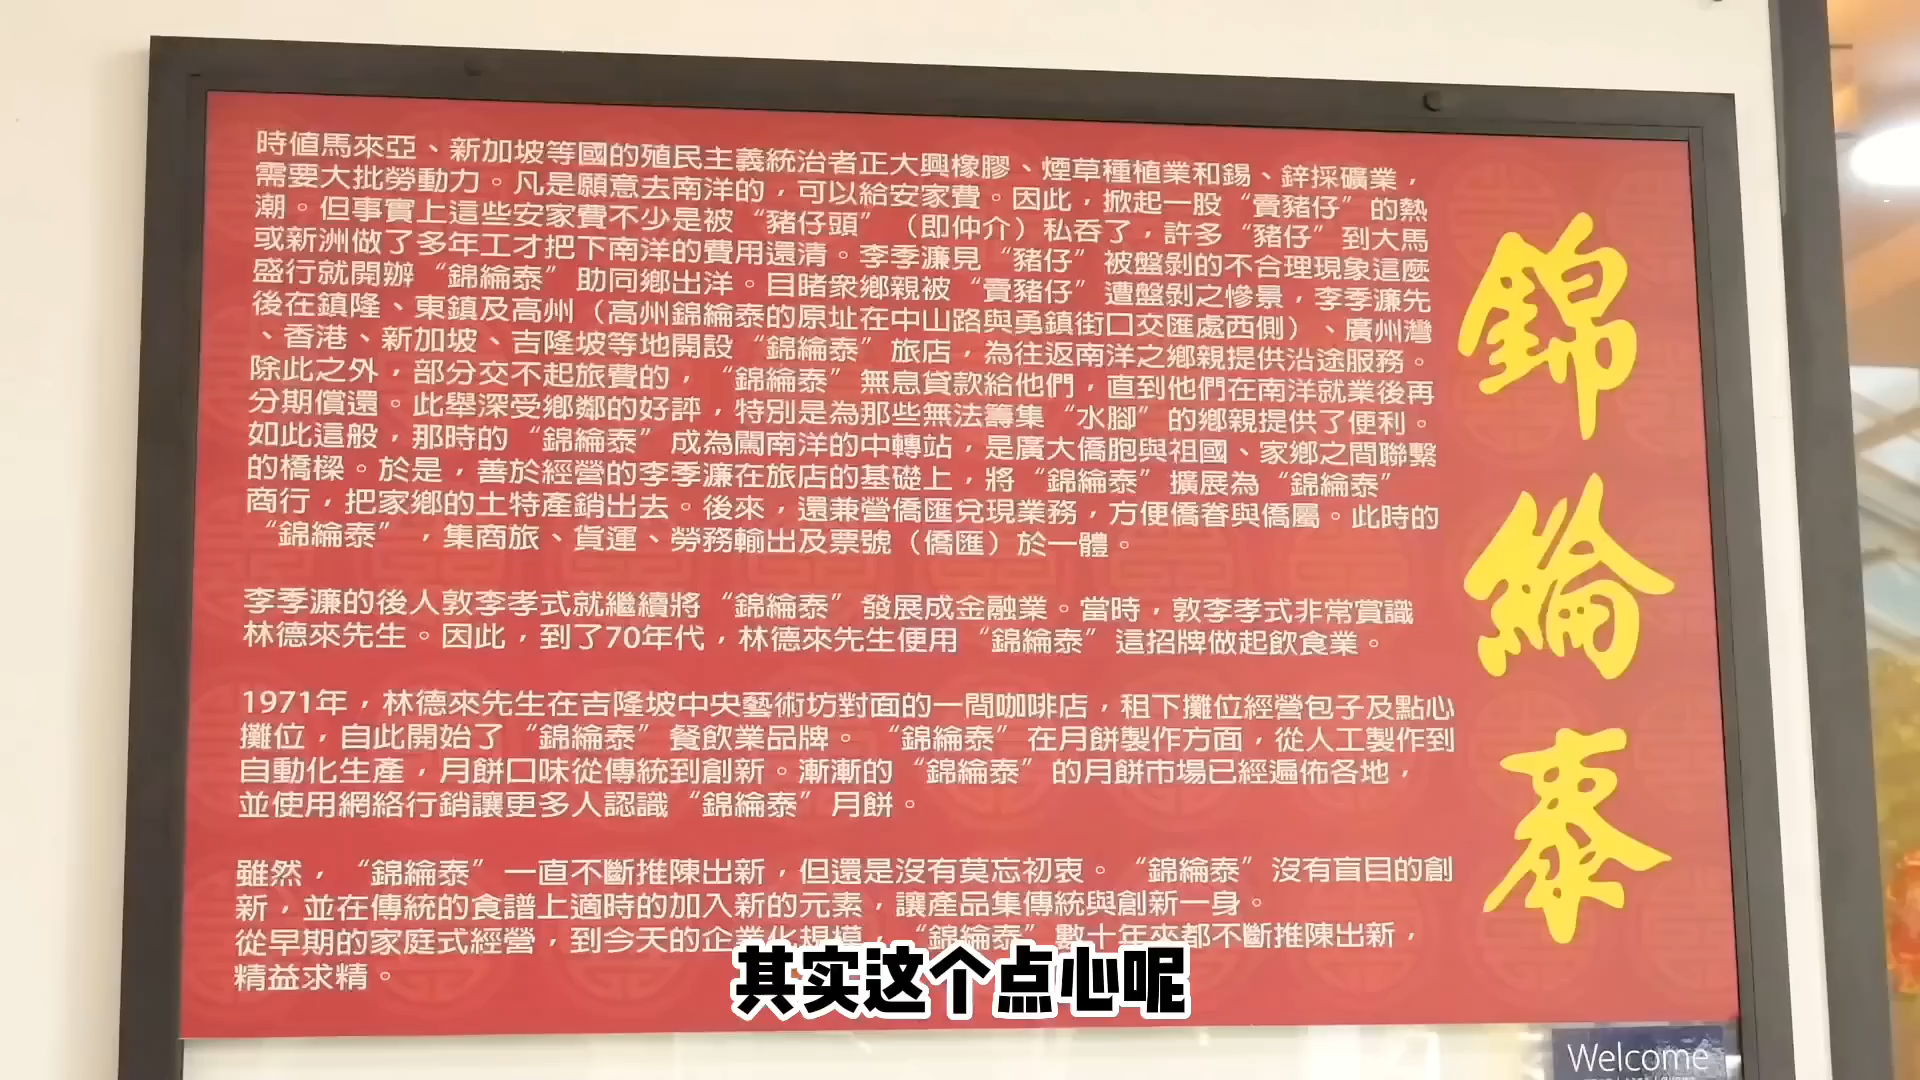 時值馬來亞、新加坡等國的殖民主義統治者正大興橡膠、煙草種植業和錫、鋅採礦業，
需要大批勞動力。凡是願意去南洋的，可以給安家費。因此，掀起一股“賣豬仔”的熱
潮。但事實上這些安家費不少是被“豬仔頭”（即仲介）私吞了，許多“豬仔”到大馬
或新洲做了多年工才把下南洋的費用還清。李季濂見“豬仔”被盤剝的不合理現象這麼
盛行就開辦“錦綸泰”助同鄉出洋。目睹衆鄉親被“賣豬仔”遭盤剝之慘景，李季濂先
後在鎮隆、東鎮及高州（高州錦綸泰的原址在中山路與勇鎮街口交匯處西側）、廣州灣
、香港、新加坡、吉隆坡等地開設“錦綸泰”旅店，為往返南洋之鄉親提供沿途服務。
除此之外，部分交不起旅費的，“錦綸泰”無息貸款給他們，直到他們在南洋就業後再
分期償還。此舉深受鄉鄰的好評，特別是為那些無法籌集“水腳”的鄉親提供了便利。
如此這般，那時的“錦綸泰”成為闖南洋的中轉站，是廣大僑胞與祖國、家鄉之間聯繫
的橋樑。於是，善於經營的李季濂在旅店的基礎上，將“錦綸泰”擴展為“錦綸泰”
商行，把家鄉的土特產銷出去。後來，還兼營僑匯兌現業務，方便僑眷與僑屬。此時的
“錦綸泰”，集商旅、貨運、勞務輸出及票號（僑匯）於一體。
李季濂的後人敦李孝式就繼續將“錦綸泰”發展成金融業。當時，敦李孝式非常賞識
林德來先生。因此，到了70年代，林德來先生便用“錦綸泰”這招牌做起飲食業。
1971年，林德來先生在吉隆坡中央藝術坊對面的一間咖啡店，租下攤位經營包子及點心
攤位，自此開始了“錦綸泰”餐飲業品牌。“錦綸泰”在月餅製作方面，從人工製作到
自動化生產，月餅口味從傳統到創新。漸漸的“錦綸泰”的月餅市場已經遍佈各地，
並使用網絡行銷讓更多人認識“錦綸泰”月餅。
雖然，“錦綸泰”一直不斷推陳出新，但還是沒有莫忘初衷。“錦綸泰”沒有盲目的創
新，並在傳統的食譜上適時的加入新的元素，讓產品集傳統與創新一身。
從早期的家庭式經營，到今天的企業化規模，“錦綸泰”數十年來都不斷推陳出新，
精益求精。
錦綸泰
其实这个点心呢
Welcome